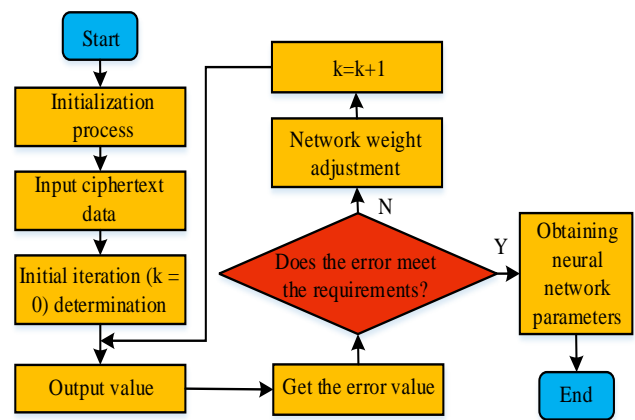 Start
Initialization
process
Input ciphertext
data
Initial iteration (k =
0) determination
Output value
Get the error value
Does the error meet
the requirements?
N
Network weight
adjustment
k=k+1
Y
Obtaining
neural
network
parameters
End